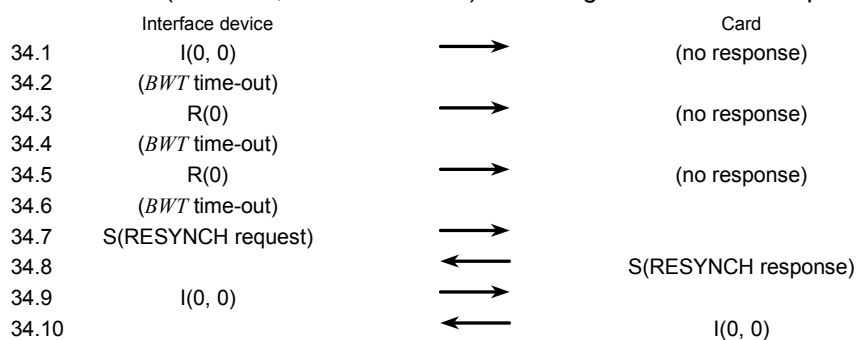 Interface device Card
34.1 I(0, 0) (no response)
34.2 (BWT time-out)
34.3 R(0) (no response)
34.4 (BWT time-out)
34.5 R(0) (no response)
34.6 (BWT time-out)
34.7 S(RESYNCH request)
34.8 S(RESYNCH response)
34.9 I(0, 0)
34.10 I(0, 0)